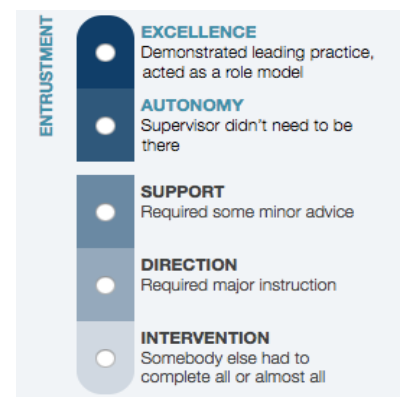 ENTRUSTMENT
EXCELLENCE
Demonstrated leading practice,
acted as a role model
AUTONOMY
Supervisor didn't need to be
there
SUPPORT
Required some minor advice
DIRECTION
Required major instruction
INTERVENTION
Somebody else had to
complete all or almost all